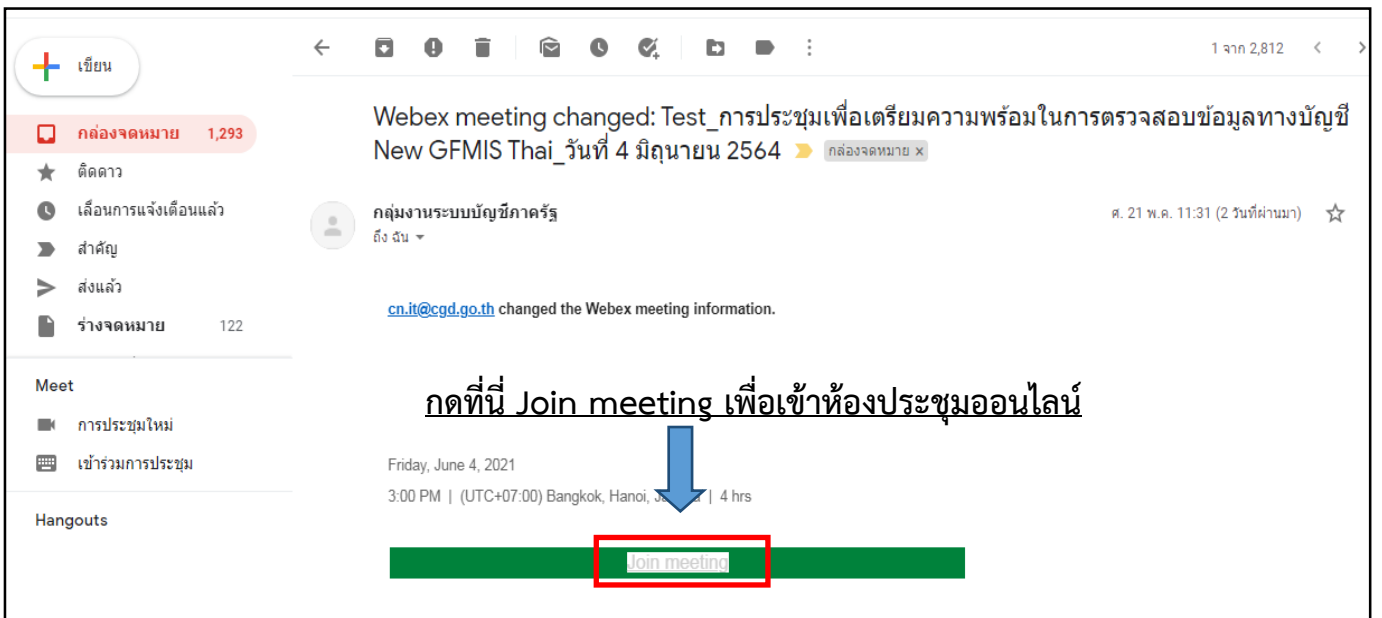 เขียน
1 จาก 2,812
กล่องจดหมาย 1,293
ติดดาว
เลื่อนการแจ้งเตือนแล้ว
สำคัญ
ส่งแล้ว
ร่างจดหมาย 122
Meet
การประชุมใหม่
เข้าร่วมการประชุม
Hangouts
Webex meeting changed: Test_การประชุมเพื่อเตรียมความพร้อมในการตรวจสอบข้อมูลทางบัญชี
New GFMIS Thai_วันที่ 4 มิถุนายน 2564 กล่องจดหมาย x
กลุ่มงานระบบบัญชีภาครัฐ
ศ. 21 พ.ค. 11:31 (2 วันที่ผ่านมา)
ถึง ฉัน
cn.it@cgd.go.th changed the Webex meeting information.
กดที่นี่ Join meeting เพื่อเข้าห้องประชุมออนไลน์
Friday, June 4, 2021
3:00 PM | (UTC+07:00) Bangkok, Hanoi, | 4 hrs
Join meeting